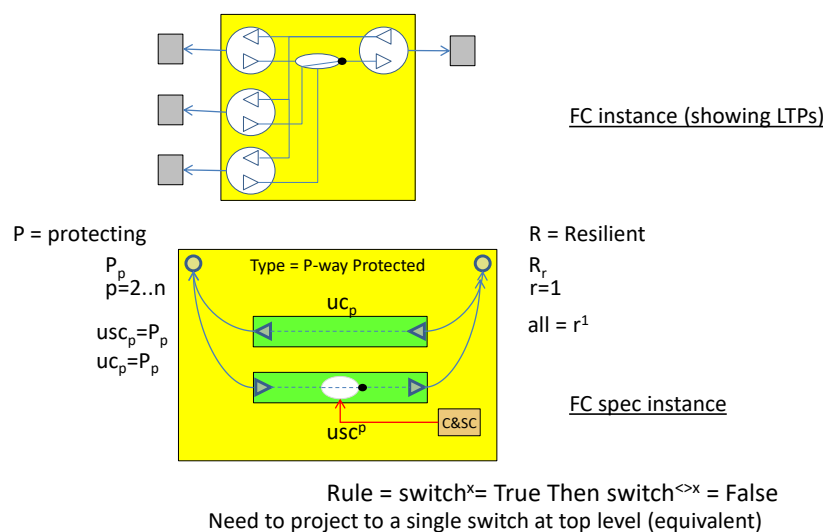 FC instance (showing LTPs)
P = protecting
R = Resilient
Pₚ
p=2..n
Type = P-way Protected
Rᵣ
r=1
ucₚ
uscₚ=Pₚ
ucₚ=Pₚ
all = r¹
uscᵖ
C&SC
FC spec instance
Rule = switchˣ= True Then switch^<>x = False
Need to project to a single switch at top level (equivalent)